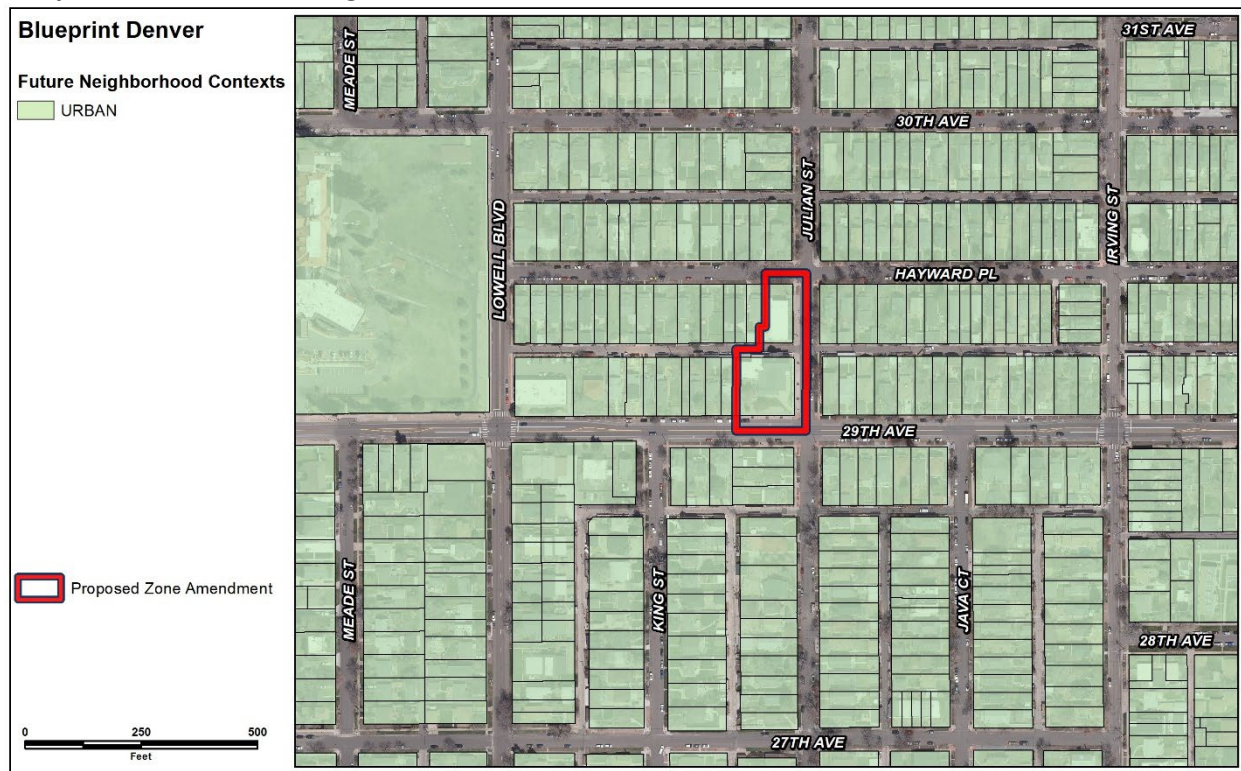 Blueprint Denver
Future Neighborhood Contexts
URBAN
Proposed Zone Amendment
0 250 500
Feet
MEADE ST
31ST AVE
30TH AVE
LOWELL BLVD
JULIAN ST
IRVING ST
HAYWARD PL
29TH AVE
MEADE ST
KING ST
JAVA CT
28TH AVE
27TH AVE